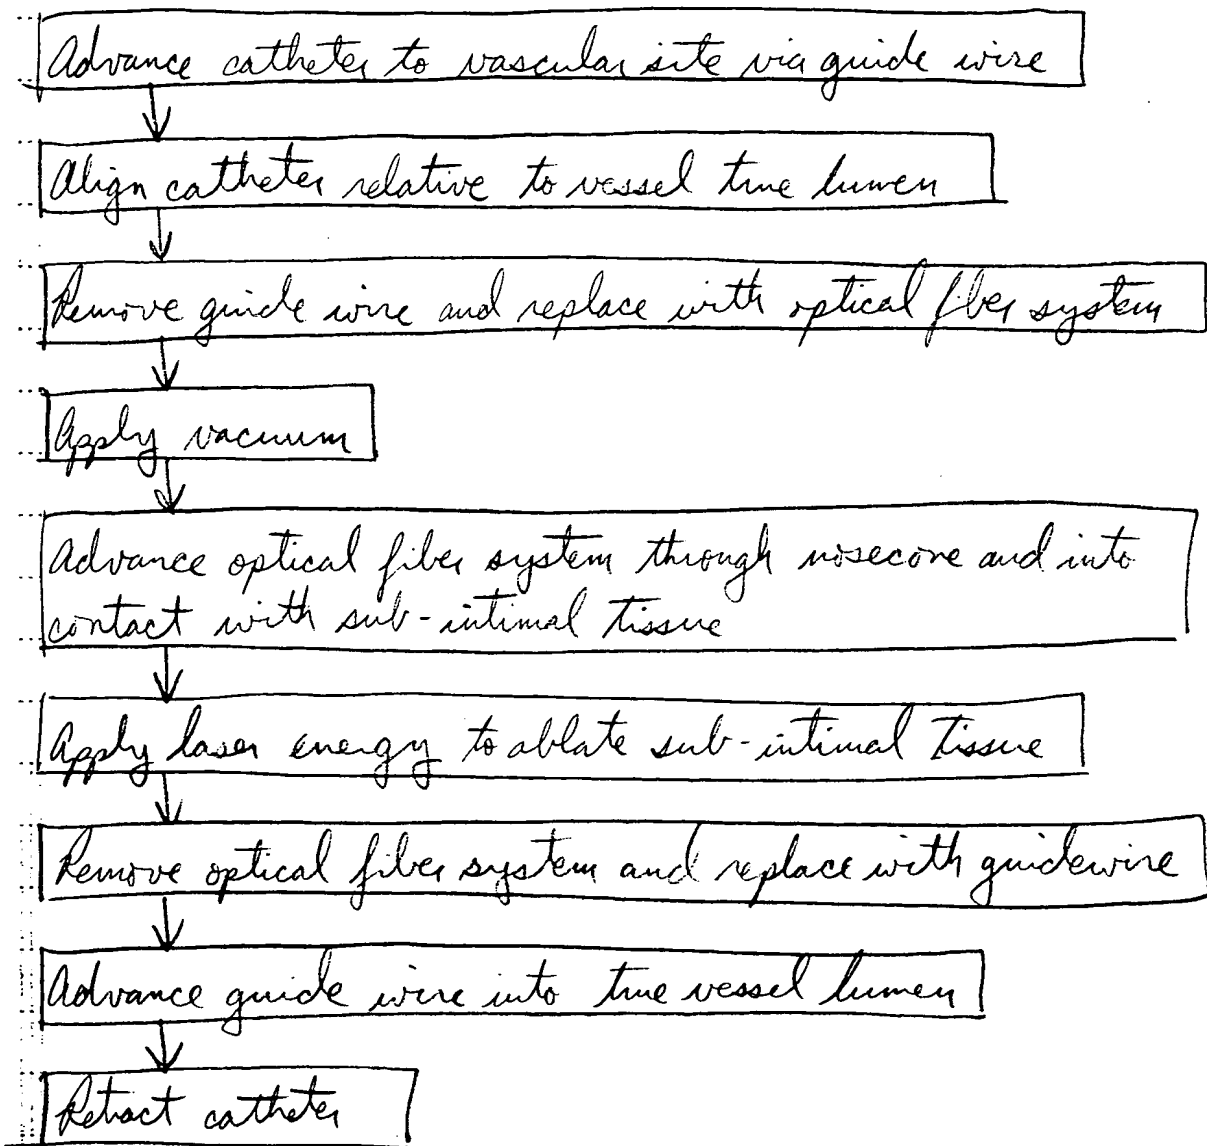 Advance catheter to vascular site via guide wire
Align catheter relative to vessel true lumen
Remove guide wire and replace with optical fiber system
Apply vacuum
Advance optical fiber system through nosecone and into
contact with sub-intimal tissue
Apply laser energy to ablate sub-intimal tissue
Remove optical fiber system and replace with guidewire
Advance guide wire into true vessel lumen
Retract catheter